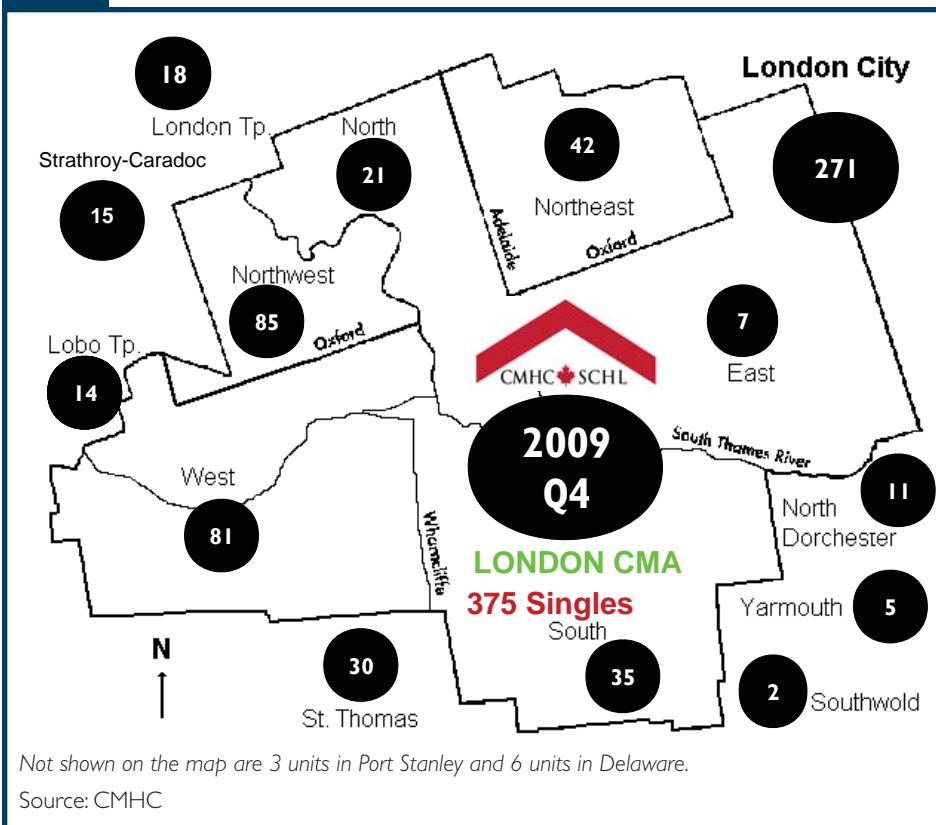 London City
18
London Tp.
North
21
42
Northeast
271
Strathroy-Caradoc
15
Adelaide
Oxford
Northwest
85
Oxford
7
East
Lobo Tp.
14
CMHC SCHL
2009
Q4
South Thames River
West
81
Wharncliffe
11
North
Dorchester
LONDON CMA
375 Singles
South
35
Yarmouth
5
N
30
St. Thomas
2
Southwold
Not shown on the map are 3 units in Port Stanley and 6 units in Delaware.
Source: CMHC